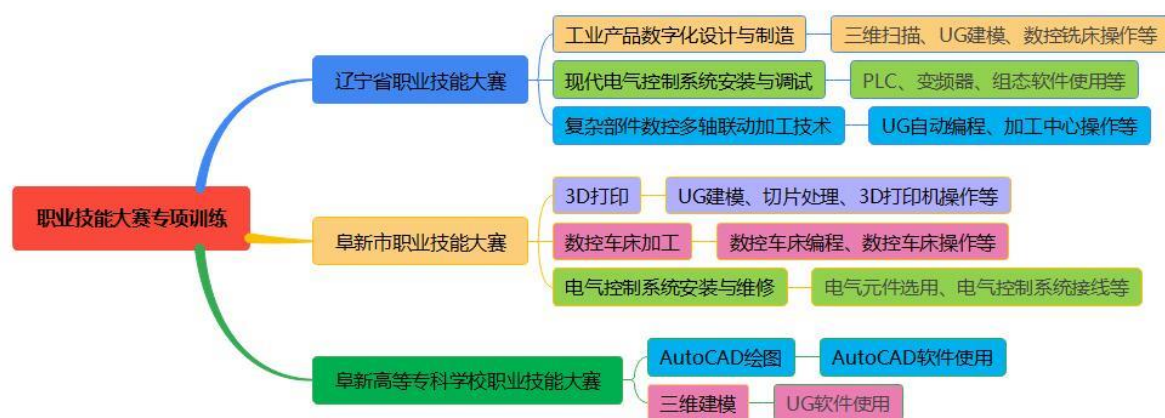 职业技能大赛专项训练
辽宁省职业技能大赛
工业产品数字化设计与制造
三维扫描、UG建模、数控铣床操作等
现代电气控制系统安装与调试
PLC、变频器、组态软件使用等
复杂部件数控多轴联动加工技术
UG自动编程、加工中心操作等
阜新市职业技能大赛
3D打印
UG建模、切片处理、3D打印机操作等
数控车床加工
数控车床编程、数控车床操作等
电气控制系统安装与维修
电气元件选用、电气控制系统接线等
阜新高等专科学校职业技能大赛
AutoCAD绘图
AutoCAD软件使用
三维建模
UG软件使用